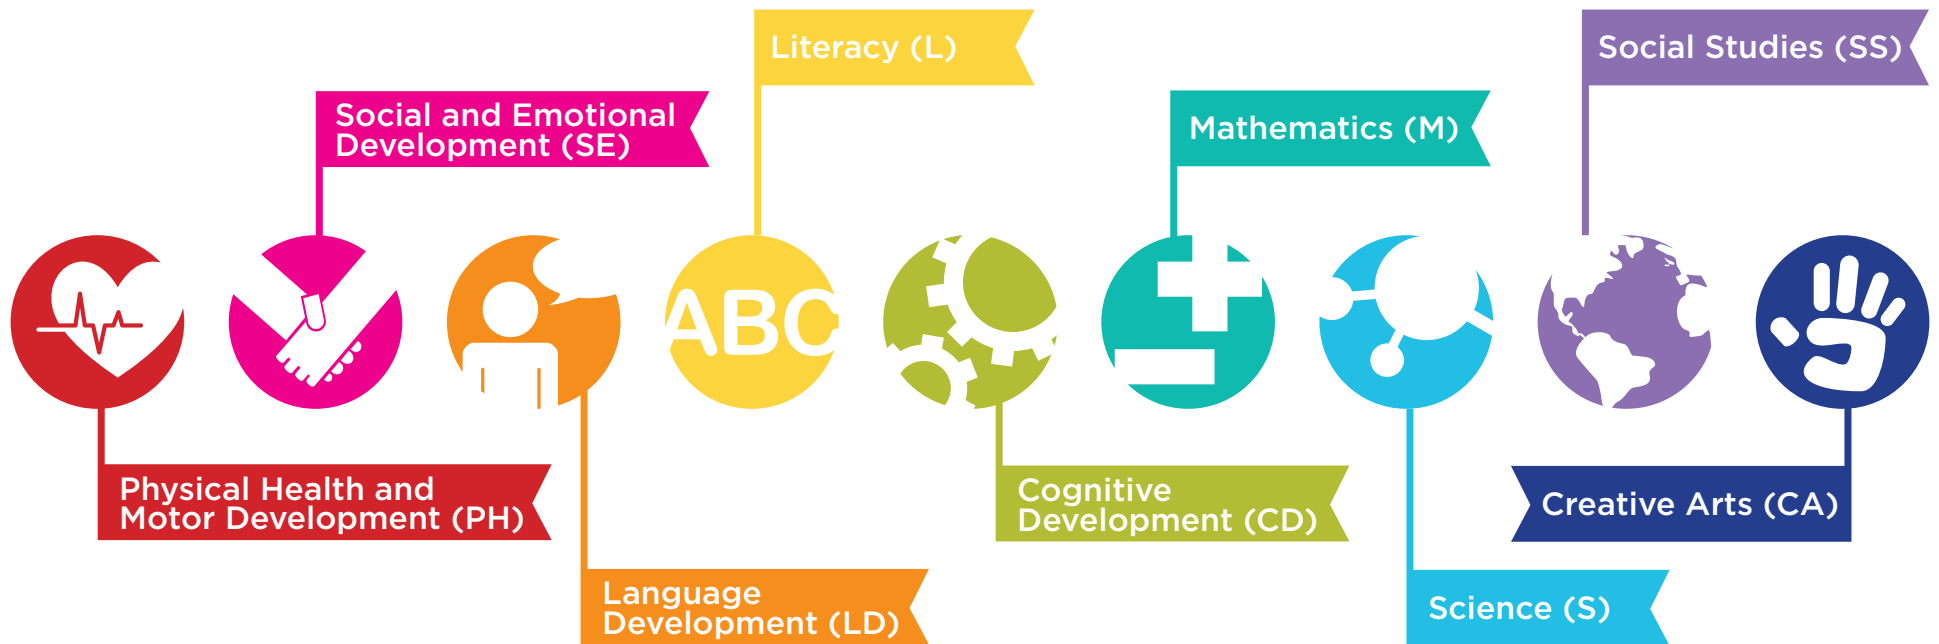 Literacy (L)
Social Studies (SS)
Social and Emotional
Development (SE)
Mathematics (M)
ABC
Physical Health and
Motor Development (PH)
Cognitive
Development (CD)
Creative Arts (CA)
Language
Development (LD)
Science (S)